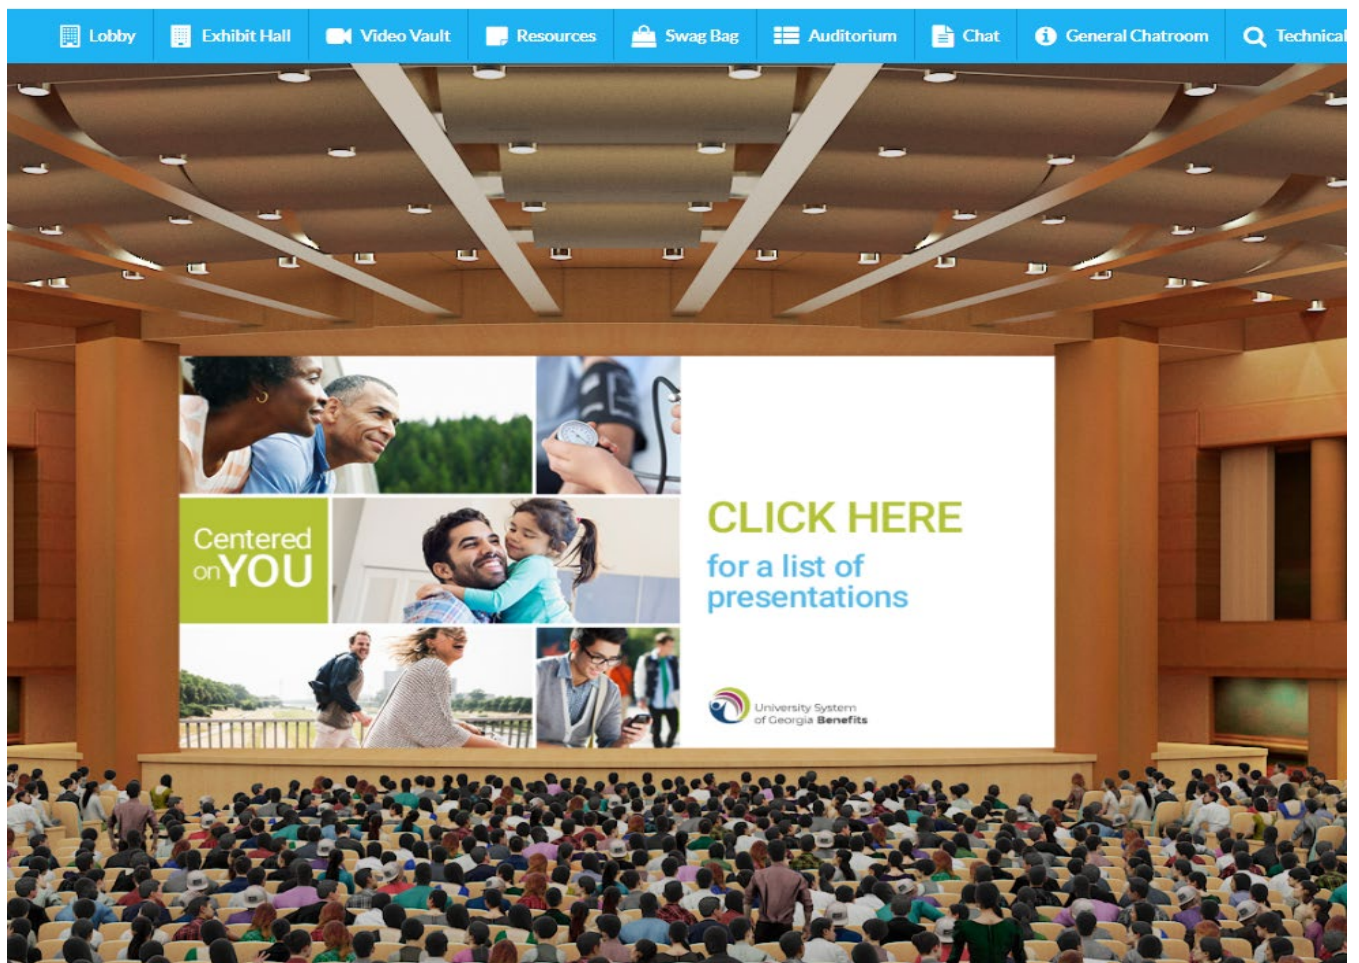 Lobby
Exhibit Hall
Video Vault
Resources
Swag Bag
Auditorium
Chat
General Chatroom
Technical
Centered
on YOU
CLICK HERE
for a list of
presentations
University System
of Georgia Benefits